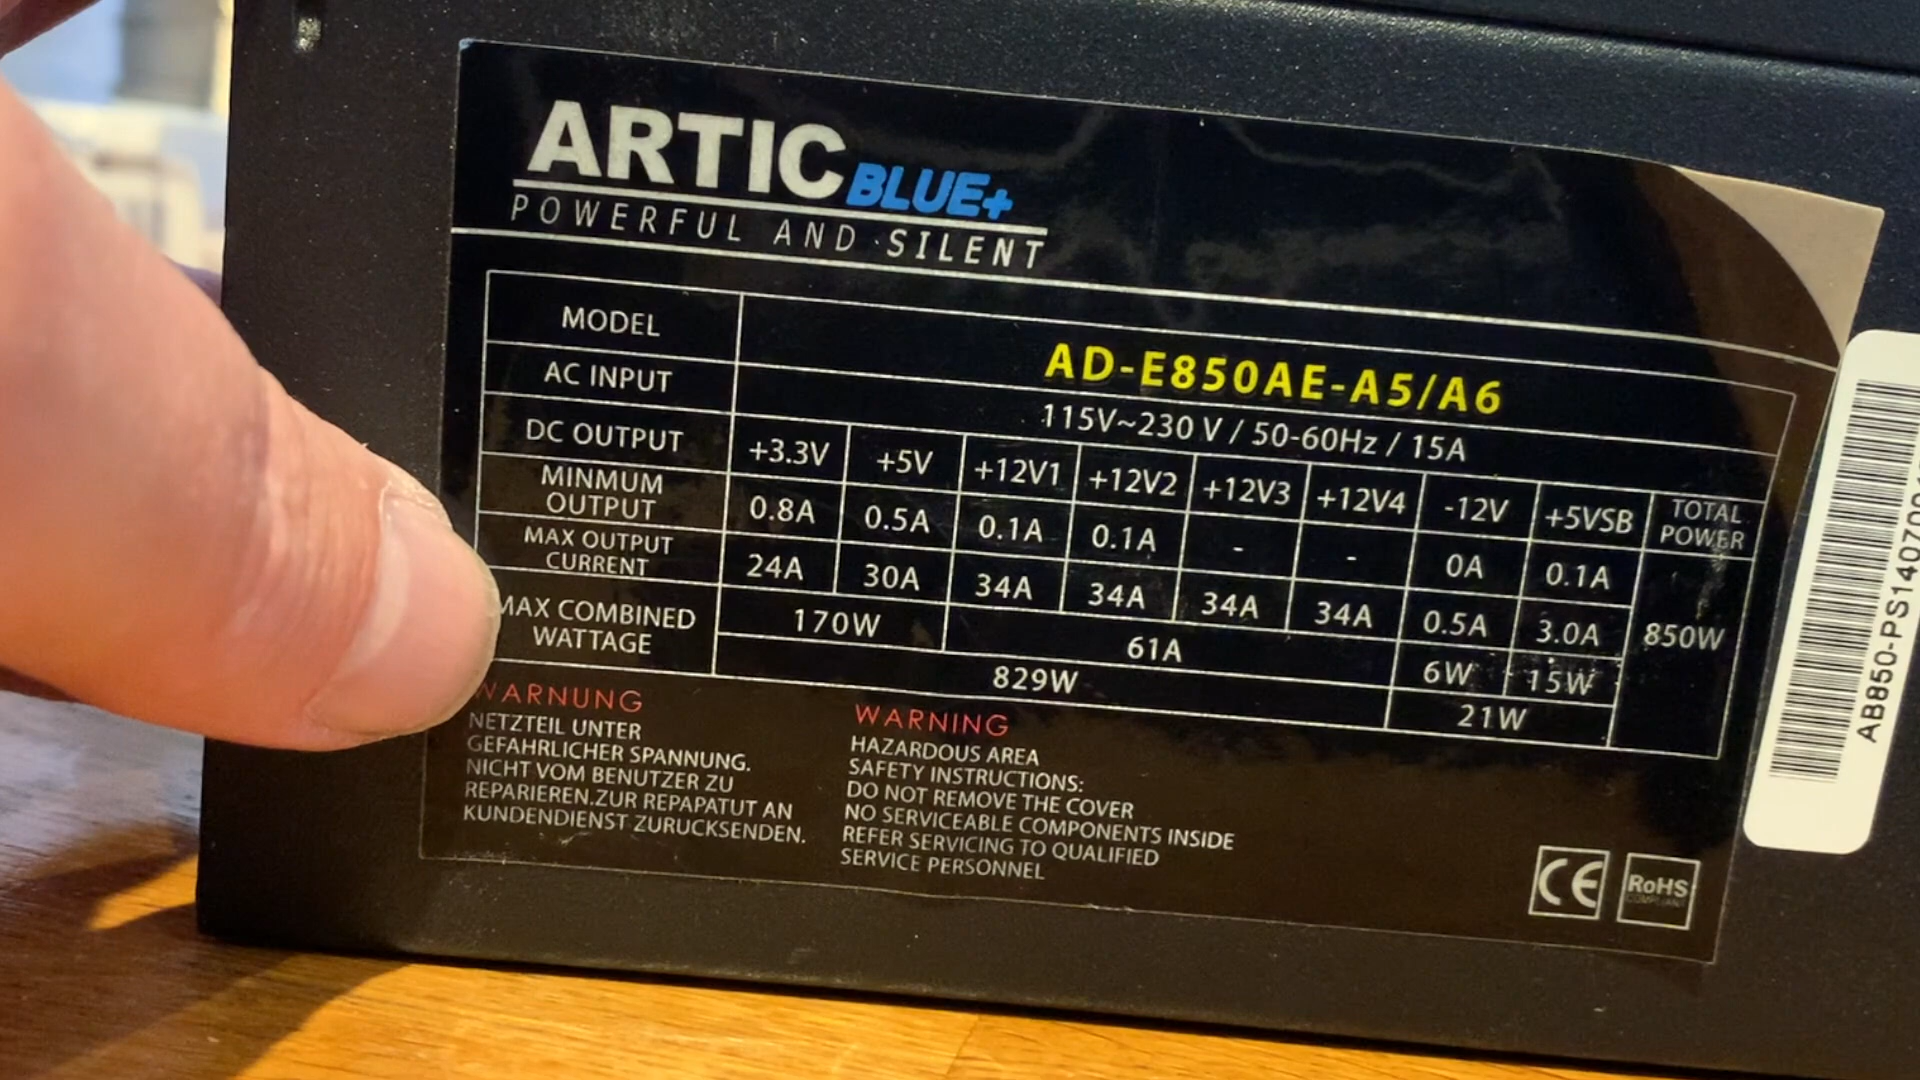 ARTIC BLUE+
POWERFUL AND SILENT
MODEL AD-E850AE-A5/A6
AC INPUT 115V~230 V / 50-60Hz / 15A
DC OUTPUT +3.3V +5V +12V1 +12V2 +12V3 +12V4 -12V +5VSB TOTAL POWER
MINMUM OUTPUT 0.8A 0.5A 0.1A 0.1A - - 0A 0.1A
MAX OUTPUT CURRENT 24A 30A 34A 34A 34A 34A 0.5A 3.0A 850W
MAX COMBINED WATTAGE 170W 61A 6W 15W
829W 21W
WARNUNG
NETZTEIL UNTER
GEFAHRLICHER SPANNUNG.
NICHT VOM BENUTZER ZU
REPARIEREN.ZUR REPAPATUT AN
KUNDENDIENST ZURUCKSENDEN.
WARNING
HAZARDOUS AREA
SAFETY INSTRUCTIONS:
DO NOT REMOVE THE COVER
NO SERVICEABLE COMPONENTS INSIDE
REFER SERVICING TO QUALIFIED
SERVICE PERSONNEL
CE
RoHS
COMPLIANT